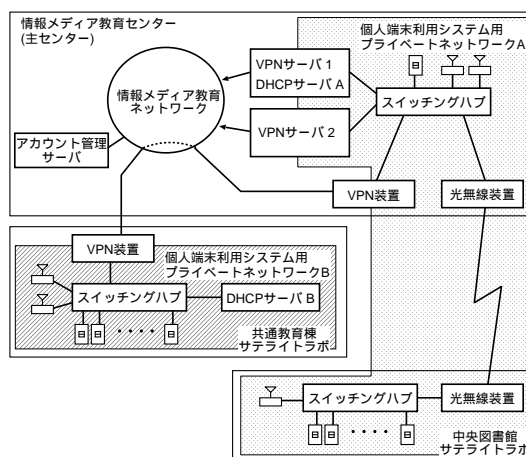 情報メディア教育センター
(主センター)
個人端末利用システム用
プライベートネットワークA
VPNサーバ 1
DHCPサーバ A
情報メディア教育
ネットワーク
スイッチングハブ
VPNサーバ 2
アカウント管理
サーバ
VPN装置
光無線装置
VPN装置
個人端末利用システム用
プライベートネットワークB
スイッチングハブ
DHCPサーバ B
共通教育棟
サテライトラボ
スイッチングハブ
光無線装置
中央図書館
サテライトラボ